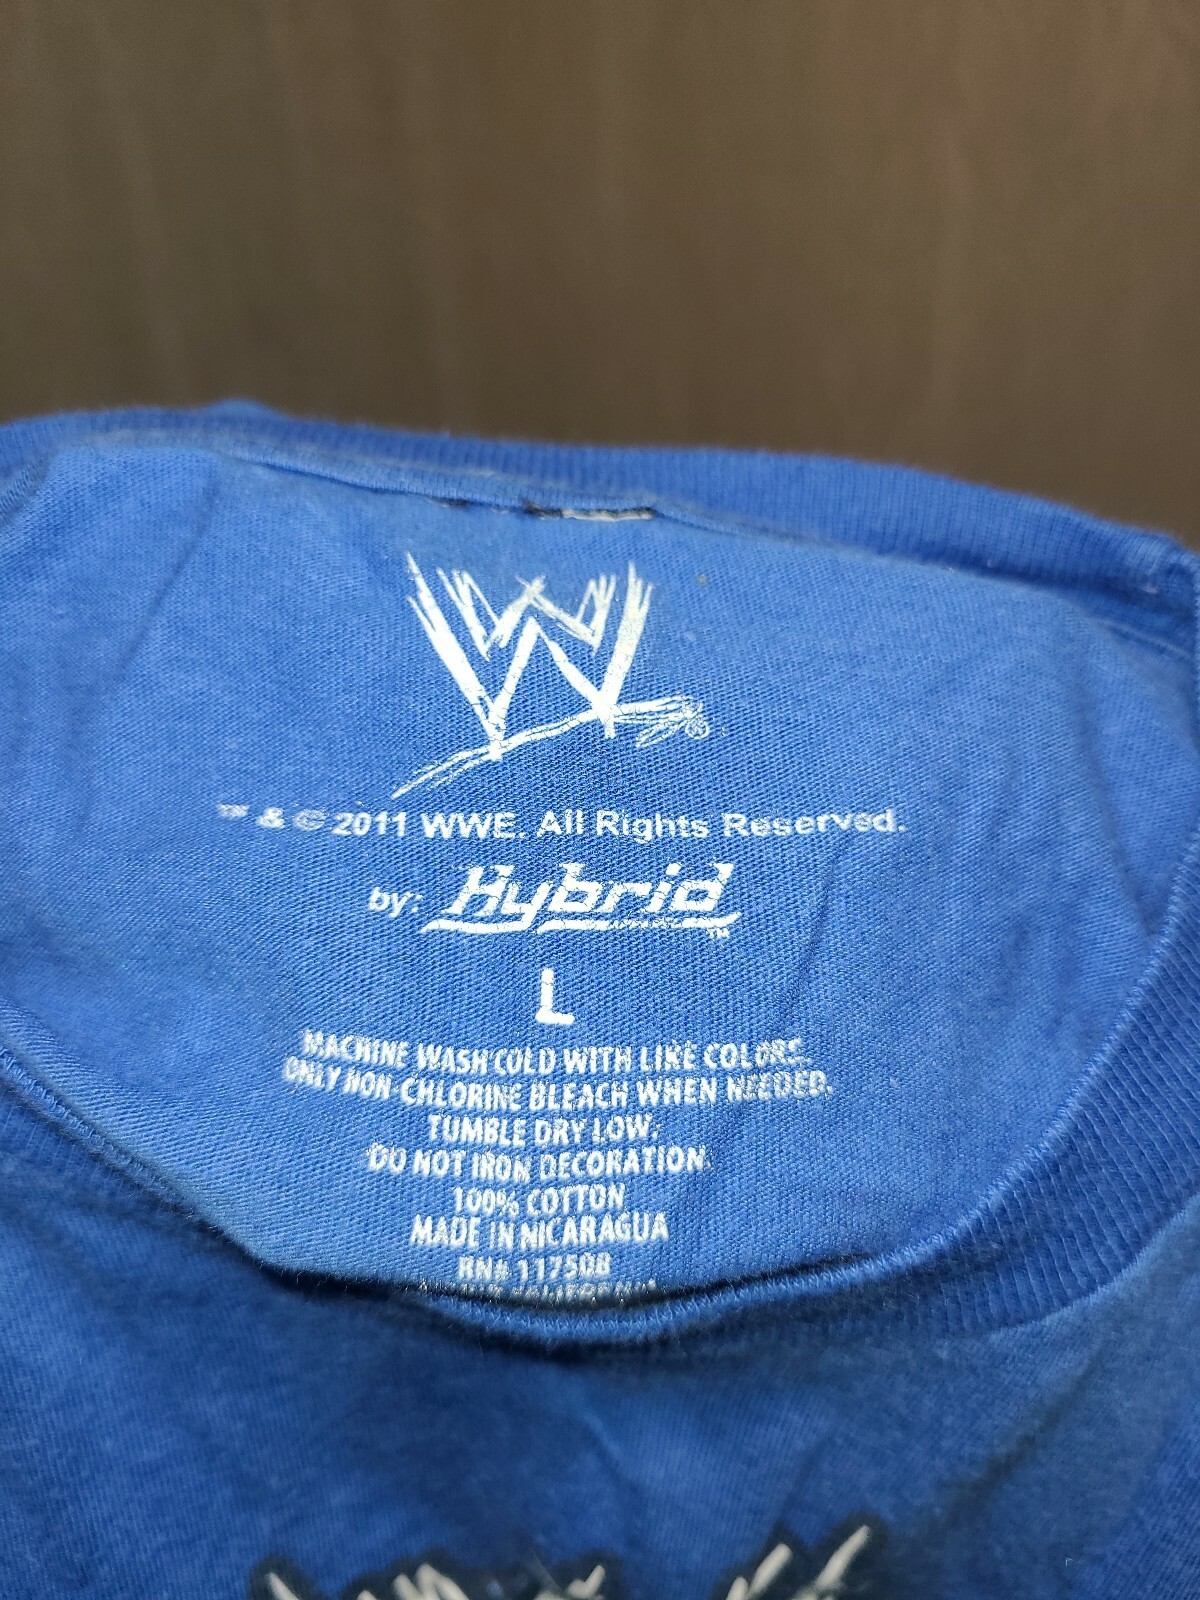 W
™ & © 2011 WWE. All Rights Reserved.
by: Hybrid™
L
MACHINE WASH COLD WITH LIKE COLORS.
ONLY NON-CHLORINE BLEACH WHEN NEEDED.
TUMBLE DRY LOW.
DO NOT IRON DECORATION.
100% COTTON
MADE IN NICARAGUA
RN# 117508